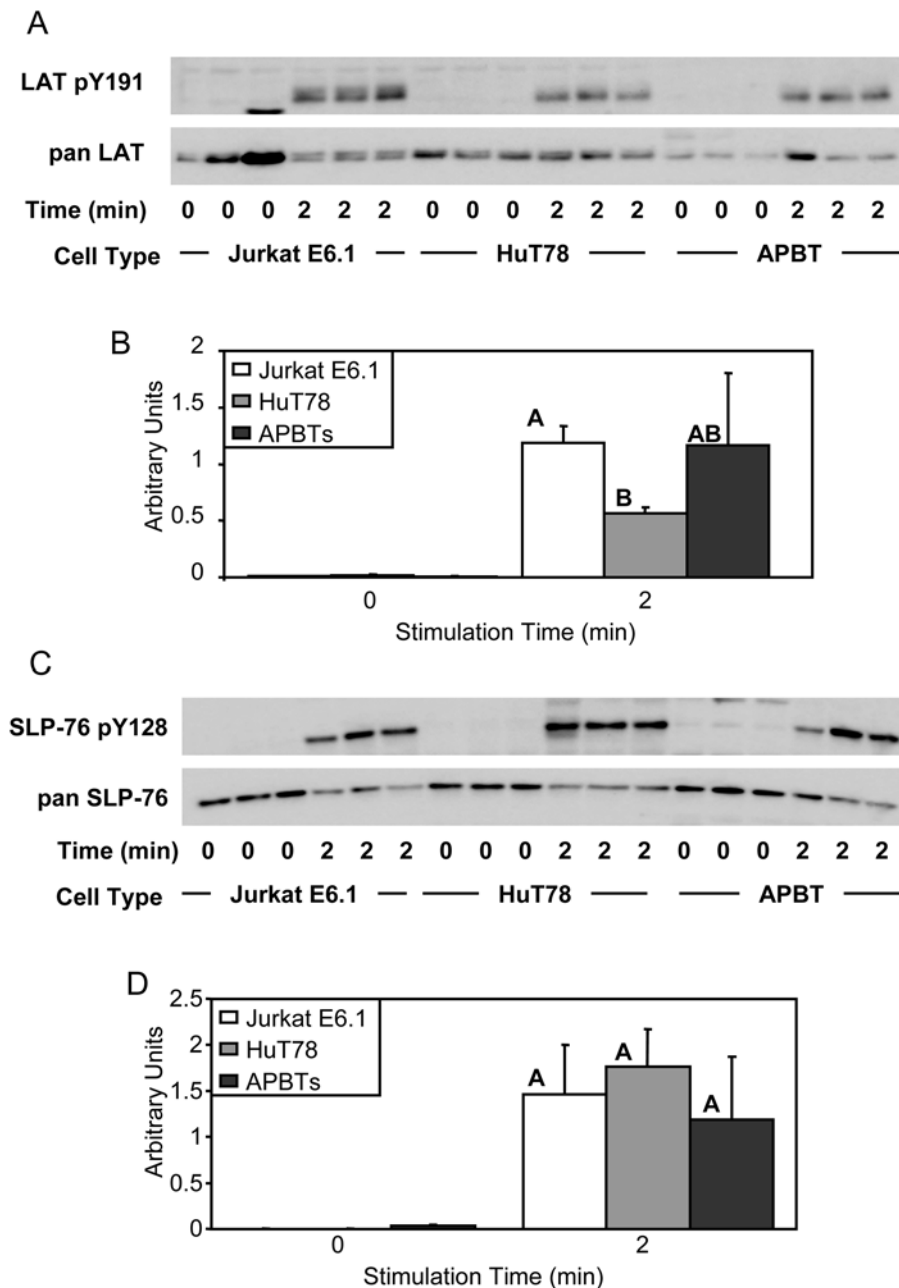 A
LAT pY191
pan LAT
Time (min) 0 0 0 2 2 2 0 0 0 2 2 2 0 0 0 2 2 2
Cell Type Jurkat E6.1 HuT78 APBT
B
2
1.5
1
0.5
0
Arbitrary Units
Jurkat E6.1
HuT78
APBTs
A
B
AB
0 2
Stimulation Time (min)
C
SLP-76 pY128
pan SLP-76
Time (min) 0 0 0 2 2 2 0 0 0 2 2 2 0 0 0 2 2 2
Cell Type Jurkat E6.1 HuT78 APBT
D
2.5
2
1.5
1
0.5
0
Arbitrary Units
Jurkat E6.1
HuT78
APBTs
A
A
A
0 2
Stimulation Time (min)